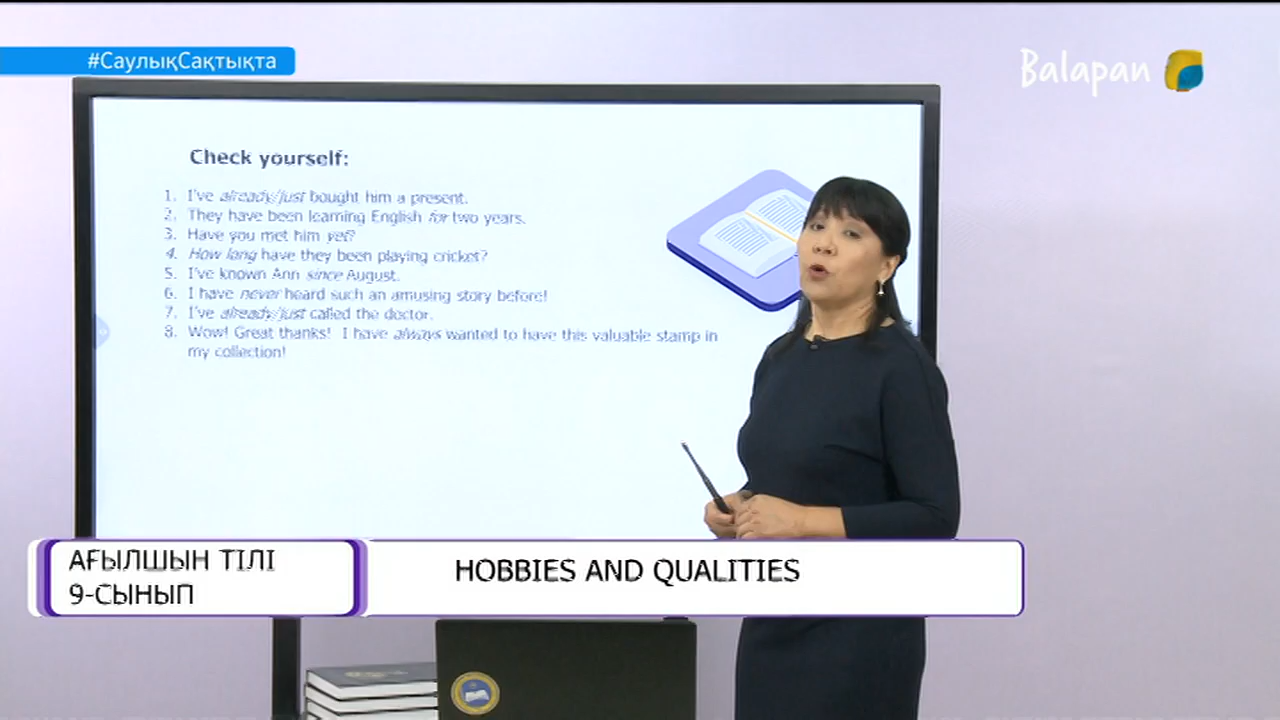 #СаулықСақтықта
Balapan
Check yourself:
1. I've already/just bought him a present.
2. They have been learning English for two years.
3. Have you met him yet?
4. How long have they been playing cricket?
5. I've known Ann since August.
6. I have never heard such an amusing story before!
7. I've already/just called the doctor.
8. Wow! Great thanks! I have always wanted to have this valuable stamp in
my collection!
АҒЫЛШЫН ТІЛІ
9-СЫНЫП
HOBBIES AND QUALITIES